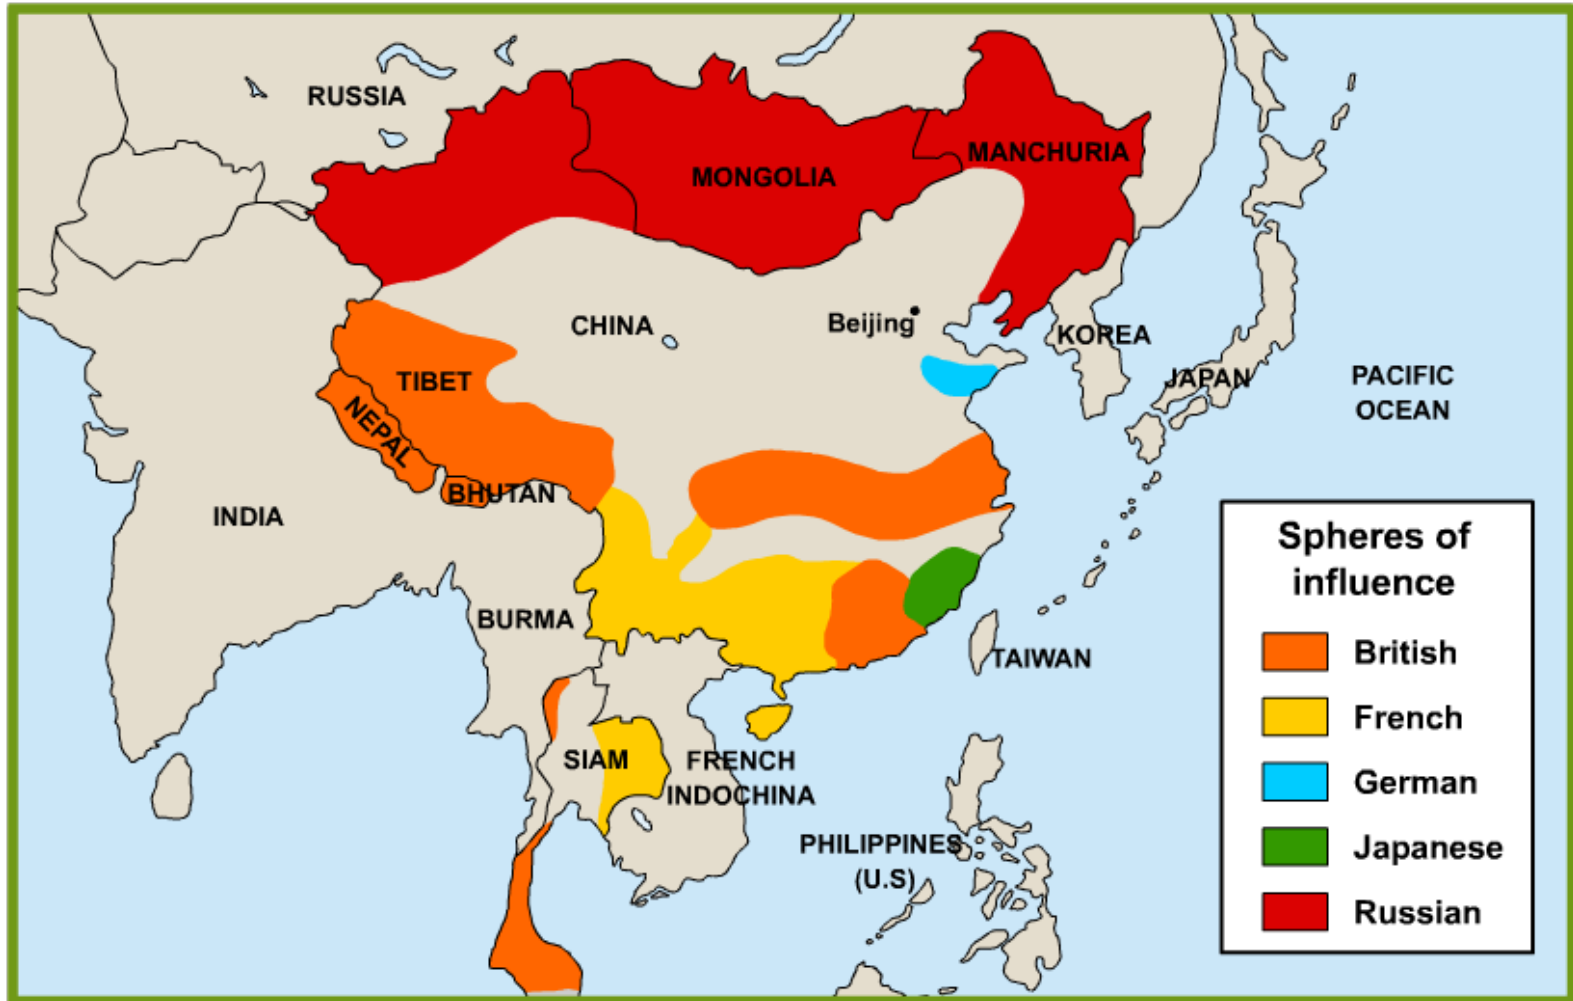 RUSSIA
MONGOLIA
MANCHURIA
CHINA
Beijing
KOREA
JAPAN
PACIFIC
OCEAN
TIBET
NEPAL
BHUTAN
INDIA
BURMA
TAIWAN
SIAM
FRENCH
INDOCHINA
PHILIPPINES
(U.S)
Spheres of
influence
British
French
German
Japanese
Russian